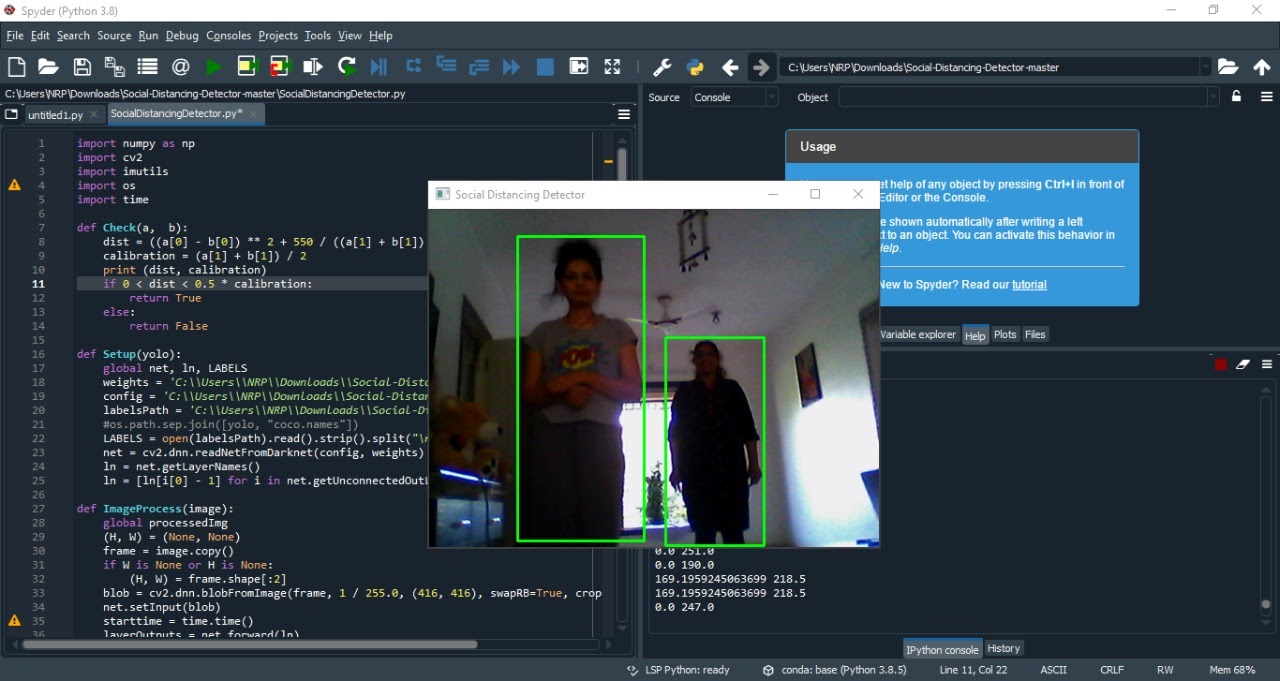 Spyder (Python 3.8)
File Edit Search Source Run Debug Consoles Projects Tools View Help
C:\Users\NRP\Downloads\Social-Distancing-Detector-master
C:\Users\NRP\Downloads\Social-Distancing-Detector-master\SocialDistancingDetector.py
untitled1.py
SocialDistancingDetector.py*
1 import numpy as np
2 import cv2
3 import imutils
4 import os
5 import time
6
7 def Check(a, b):
8 dist = ((a[0] - b[0]) ** 2 + 550 / ((a[1] + b[1])
9 calibration = (a[1] + b[1]) / 2
10 print (dist, calibration)
11 if 0 < dist < 0.5 * calibration:
12 return True
13 else:
14 return False
15
16 def Setup(yolo):
17 global net, ln, LABELS
18 weights = 'C:\\Users\\NRP\\Downloads\\Social-Dista
19 config = 'C:\\Users\\NRP\\Downloads\\Social-Distan
20 labelsPath = 'C:\\Users\\NRP\\Downloads\\Social-D
21 #os.path.sep.join([yolo, "coco.names"])
22 LABELS = open(labelsPath).read().strip().split("\n
23 net = cv2.dnn.readNetFromDarknet(config, weights)
24 ln = net.getLayerNames()
25 ln = [ln[i[0] - 1] for i in net.getUnconnectedOutL
26
27 def ImageProcess(image):
28 global processedImg
29 (H, W) = (None, None)
30 frame = image.copy()
31 if W is None or H is None:
32 (H, W) = frame.shape[:2]
33 blob = cv2.dnn.blobFromImage(frame, 1 / 255.0, (416, 416), swapRB=True, crop
34 net.setInput(blob)
35 starttime = time.time()
36 layerOutputs = net.forward(ln)
Social Distancing Detector
POW!
Source Console Object
Usage
et help of any object by pressing Ctrl+I in front of
Editor or the Console.
e shown automatically after writing a left
xt to an object. You can activate this behavior in
Help.
New to Spyder? Read our tutorial
Variable explorer Help Plots Files
0.0 251.0
0.0 190.0
169.1959245063699 218.5
169.1959245063699 218.5
0.0 247.0
IPython console History
LSP Python: ready conda: base (Python 3.8.5) Line 11, Col 22 ASCII CRLF RW Mem 68%